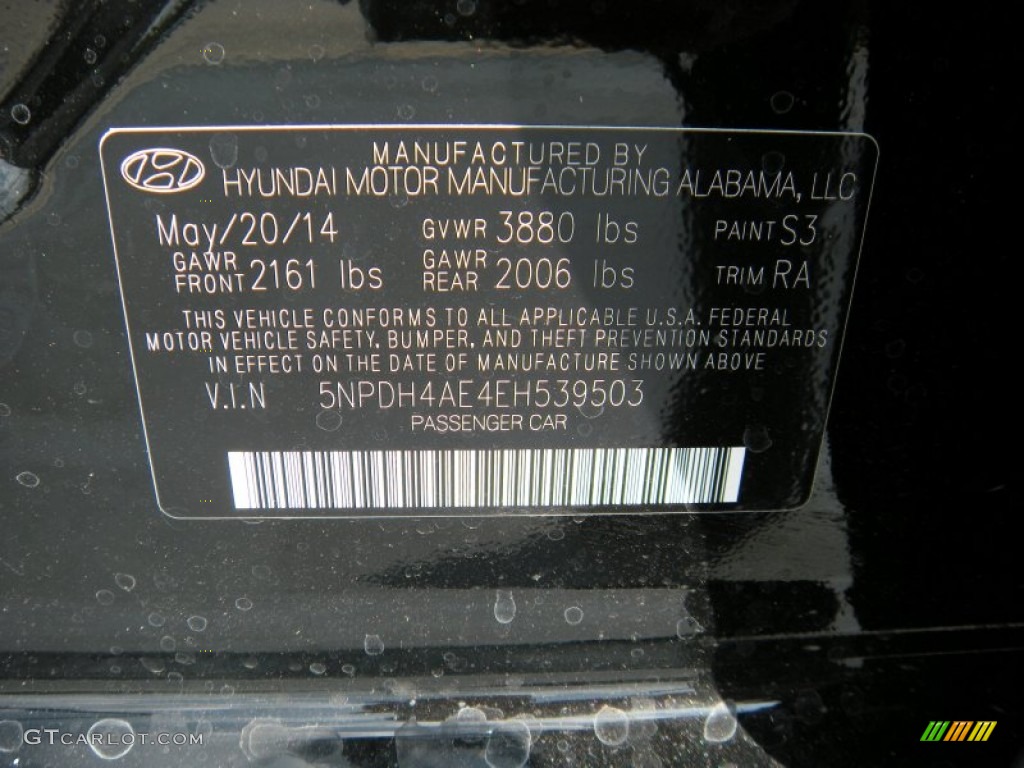 MANUFACTURED BY
HYUNDAI MOTOR MANUFACTURING ALABAMA, LLC
May/20/14 GVWR 3880 lbs PAINT S3
GAWR FRONT 2161 lbs GAWR REAR 2006 lbs TRIM RA
THIS VEHICLE CONFORMS TO ALL APPLICABLE U.S.A. FEDERAL
MOTOR VEHICLE SAFETY, BUMPER, AND THEFT PREVENTION STANDARDS
IN EFFECT ON THE DATE OF MANUFACTURE SHOWN ABOVE
V.I.N 5NPDH4AE4EH539503
PASSENGER CAR
GTCARLOT.COM